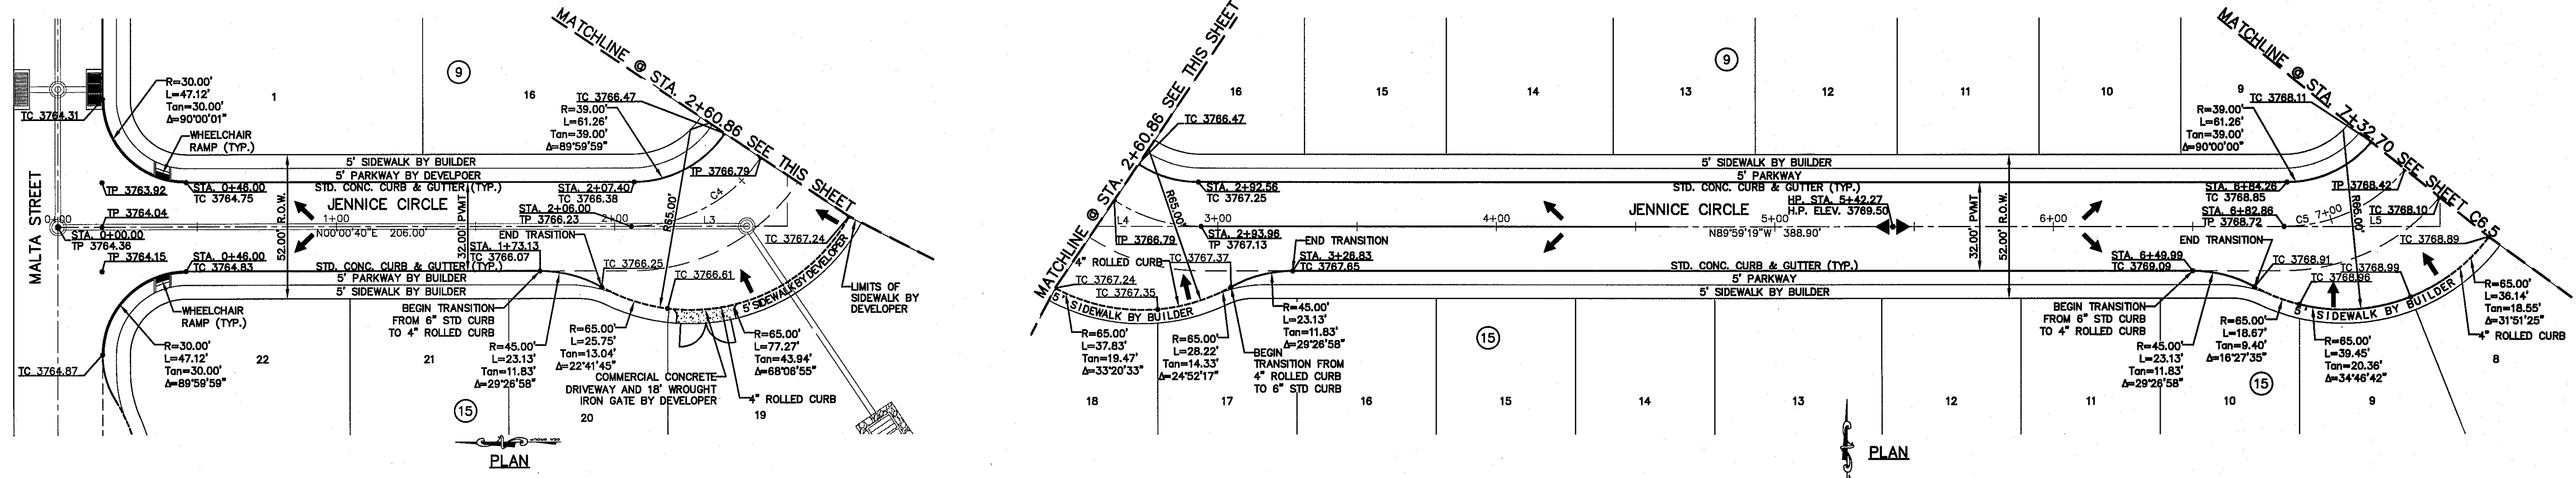 MATCHLINE @ STA. 2+60.86 SEE THIS SHEET
9
1
16
R=30.00'
L=47.12'
Tan=30.00'
Δ=90°00'01"
TC 3764.31
WHEELCHAIR
RAMP (TYP.)
TC 3766.47
R=39.00'
L=61.26'
Tan=39.00'
Δ=89°59'59"
5' SIDEWALK BY BUILDER
5' PARKWAY BY DEVELPOER
STD. CONC. CURB & GUTTER (TYP.)
TP 3766.79
TP 3763.92
STA. 0+46.00
TC 3764.75
JENNICE CIRCLE
STA. 2+07.40
TC 3766.38
C4
R65.00'
MALTA STREET
0+00
TP 3764.04
STA. 0+00.00
TP 3764.36
52.00' R.O.W.
1+00
N00°00'40"E 206.00'
32.00' PVMT
STA. 2+06.00
TP 3766.23
2+00
L3
END TRASITION
STA. 1+73.13
TC 3766.07
TC 3767.24
TP 3764.15
STA. 0+46.00
TC 3764.83
STD. CONC. CURB & GUTTER (TYP.)
5' PARKWAY BY BUILDER
5' SIDEWALK BY BUILDER
TC 3766.25
TC 3766.61
5' SIDEWALK BY DEVELOPER
LIMITS OF
SIDEWALK BY
DEVELOPER
WHEELCHAIR
RAMP (TYP.)
BEGIN TRANSITION
FROM 6" STD CURB
TO 4" ROLLED CURB
R=30.00'
L=47.12'
Tan=30.00'
Δ=89°59'59"
TC 3764.87
22
21
R=45.00'
L=23.13'
Tan=11.83'
Δ=29°26'58"
R=65.00'
L=25.75'
Tan=13.04'
Δ=22°41'45"
R=65.00'
L=77.27'
Tan=43.94'
Δ=68°06'55"
COMMERCIAL CONCRETE
DRIVEWAY AND 18' WROUGHT
IRON GATE BY DEVELOPER
4" ROLLED CURB
15
20
19
PLAN
MATCHLINE @ STA. 2+60.86 SEE THIS SHEET
9
16
15
14
13
12
11
10
9
MATCHLINE @ STA. 7+32.70 SEE SHEET C6.5
TC 3766.47
TC 3768.11
R=39.00'
L=61.26'
Tan=39.00'
Δ=90°00'00"
5' SIDEWALK BY BUILDER
5' PARKWAY
STD. CONC. CURB & GUTTER (TYP.)
R65.00'
STA. 2+92.56
TC 3767.25
L4
3+00
STA. 2+93.96
TP 3767.13
TP 3766.79
4+00
JENNICE CIRCLE
5+00
N89°59'19"W 388.90'
HP. STA. 5+42.27
H.P. ELEV. 3769.50
32.00' PVMT
52.00' R.O.W.
6+00
STA. 6+84.26
TC 3768.85
STA. 6+82.86
TP 3768.72
C5
7+00
R65.00'
L5
TP 3768.42
TC 3768.10
TC 3768.89
END TRANSITION
STA. 3+26.83
TC 3767.65
4" ROLLED CURB
TC 3767.37
TC 3767.24
TC 3767.35
STD. CONC. CURB & GUTTER (TYP.)
5' PARKWAY
5' SIDEWALK BY BUILDER
STA. 6+49.99
TC 3769.09
END TRANSITION
TC 3768.91
TC 3768.99
TC 3768.96
5' SIDEWALK BY BUILDER
5' SIDEWALK BY BUILDER
R=65.00'
L=37.83'
Tan=19.47'
Δ=33°20'33"
R=65.00'
L=28.22'
Tan=14.33'
Δ=24°52'17"
R=45.00'
L=23.13'
Tan=11.83'
Δ=29°26'58"
BEGIN
TRANSITION FROM
4" ROLLED CURB
TO 6" STD CURB
BEGIN TRANSITION
FROM 6" STD CURB
TO 4" ROLLED CURB
R=45.00'
L=23.13'
Tan=11.83'
Δ=29°26'58"
R=65.00'
L=18.67'
Tan=9.40'
Δ=16°27'35"
R=65.00'
L=39.45'
Tan=20.36'
Δ=34°46'42"
R=65.00'
L=36.14'
Tan=18.55'
Δ=31°51'25"
4" ROLLED CURB
8
15
15
18
17
16
15
14
13
12
11
10
9
PLAN